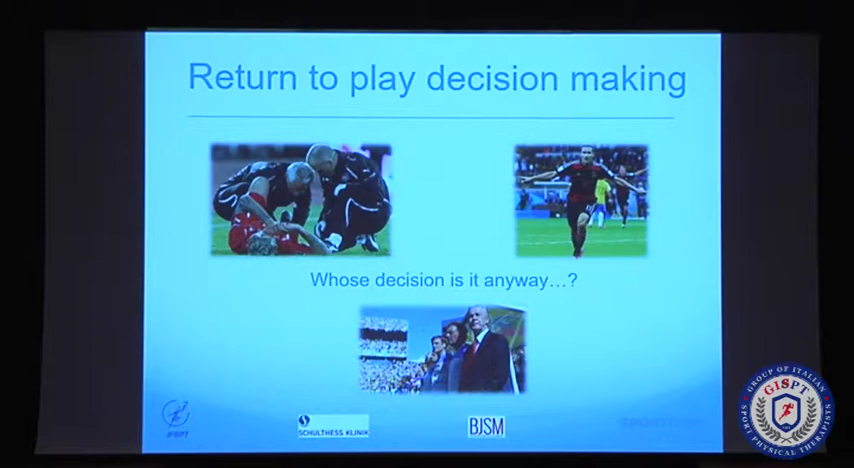 Return to play decision making
Whose decision is it anyway...?
IFSPT
SCHULTHESS KLINIK
BJSM
GROUP OF ITALIAN
GISPT
SPORT PHYSICAL THERAPISTS